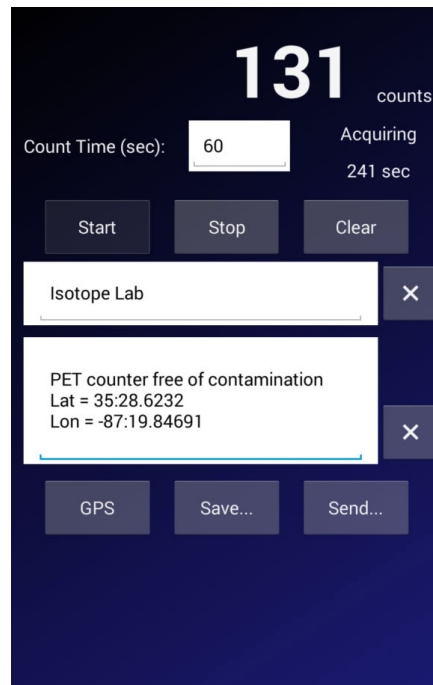 131
counts
Count Time (sec):
60
Acquiring
241 sec
Start
Stop
Clear
Isotope Lab
×
PET counter free of contamination
Lat = 35:28.6232
Lon = -87:19.84691
×
GPS
Save...
Send...